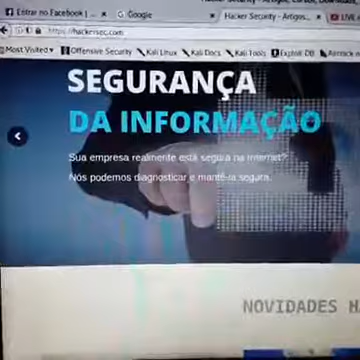 Entrar no Facebook | ...
Google
Hacker Security - Artigos...
https://hackersec.com
Most Visited
Offensive Security
Kali Linux
Kali Docs
Kali Tools
Exploit-DB
Aircrack-n
SEGURANÇA
DA INFORMAÇÃO
Sua empresa realmente está segura na internet?
Nós podemos diagnosticar e mantê-la segura.
NOVIDADES H